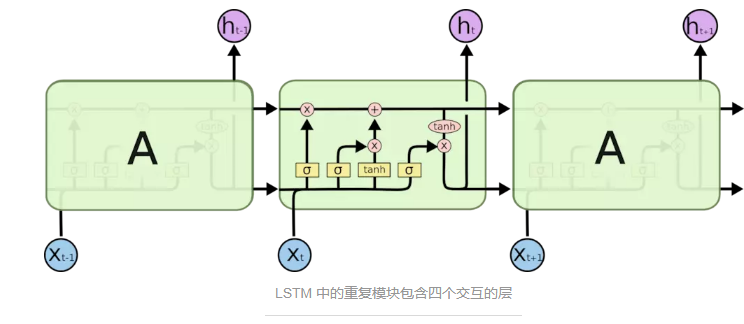 h t-1
h t
h t+1
x
+
tanh
A
x
x
A
σ
σ
tanh
σ
X t-1
X t
X t+1
LSTM 中的重复模块包含四个交互的层